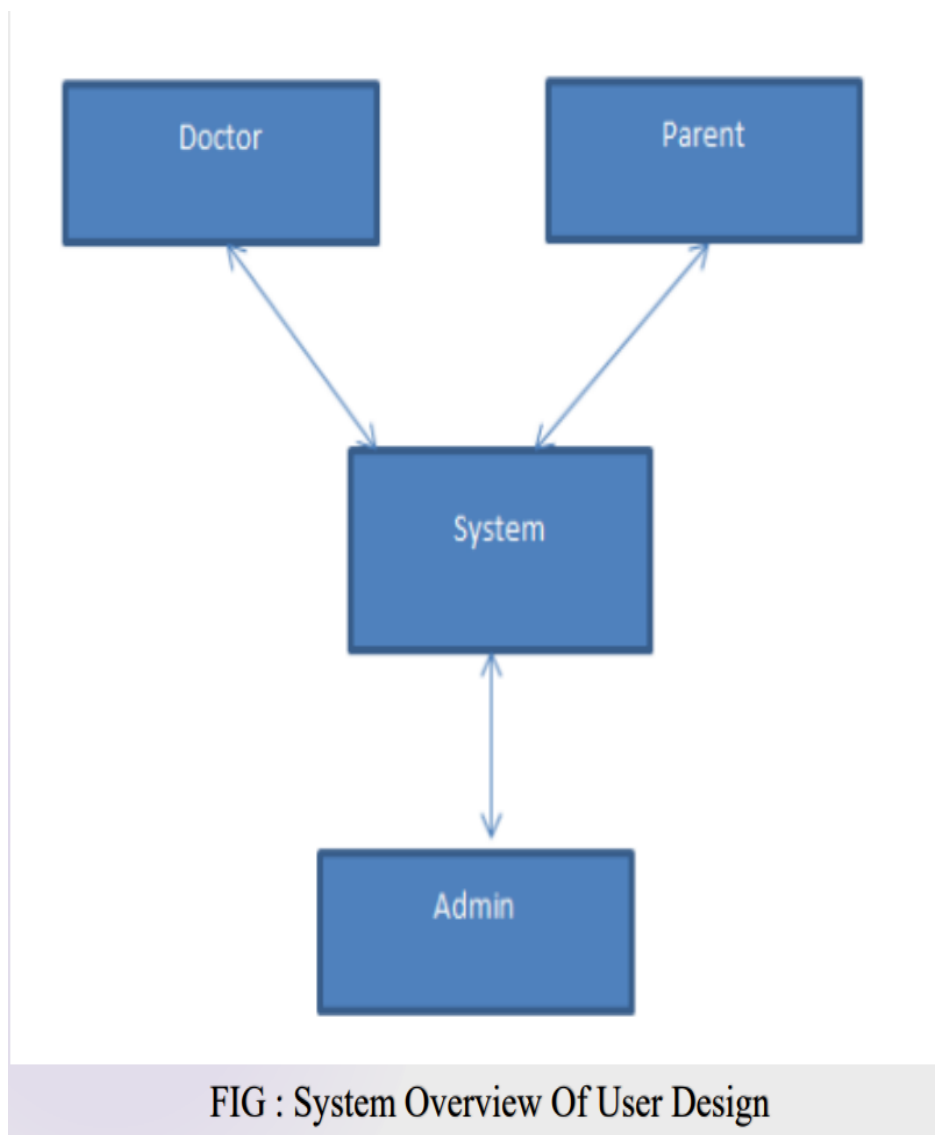 Doctor
Parent
System
Admin
FIG : System Overview Of User Design